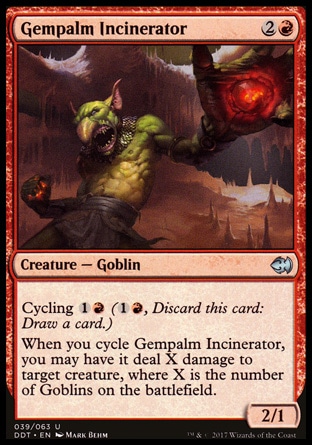 Gempalm Incinerator 2
Creature — Goblin
Cycling 1 (1, Discard this card:
Draw a card.)
When you cycle Gempalm Incinerator,
you may have it deal X damage to
target creature, where X is the number
of Goblins on the battlefield.
2/1
039/063 U
DDT • EN Mark Behm
™ & © 2017 Wizards of the Coast